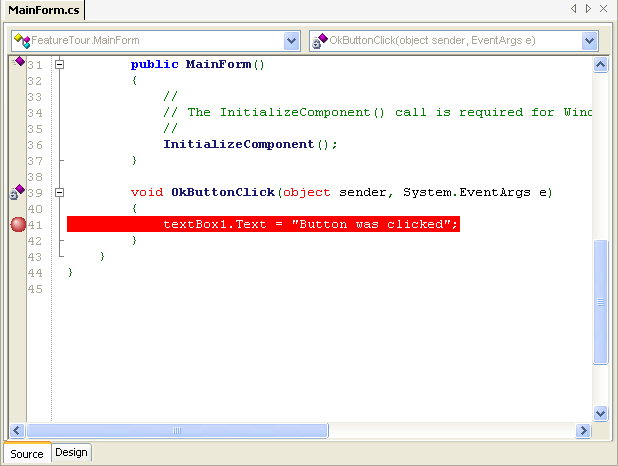 MainForm.cs
FeatureTour.MainForm
OkButtonClick(object sender, EventArgs e)
31 public MainForm()
32 {
33 //
34 // The InitializeComponent() call is required for Wind
35 //
36 InitializeComponent();
37 }
38
39 void OkButtonClick(object sender, System.EventArgs e)
40 {
41 textBox1.Text = "Button was clicked";
42 }
43 }
44 }
45
Source Design